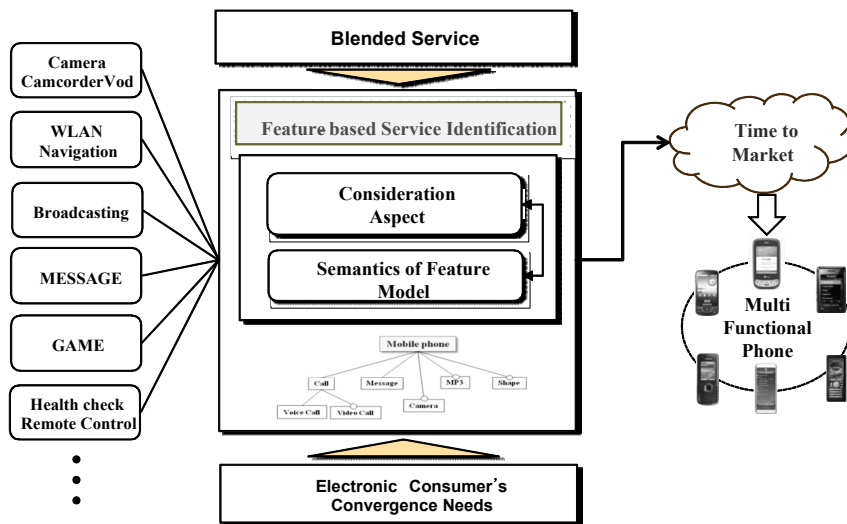 Blended Service
Camera
CamcorderVod
WLAN
Navigation
Broadcasting
MESSAGE
GAME
Health check
Remote Control
Feature based Service Identification
Consideration
Aspect
Semantics of Feature
Model
Mobile phone
Call
Message
MP3
Shape
Voice Call
Video Call
Camera
Electronic Consumer's
Convergence Needs
Time to
Market
Multi
Functional
Phone